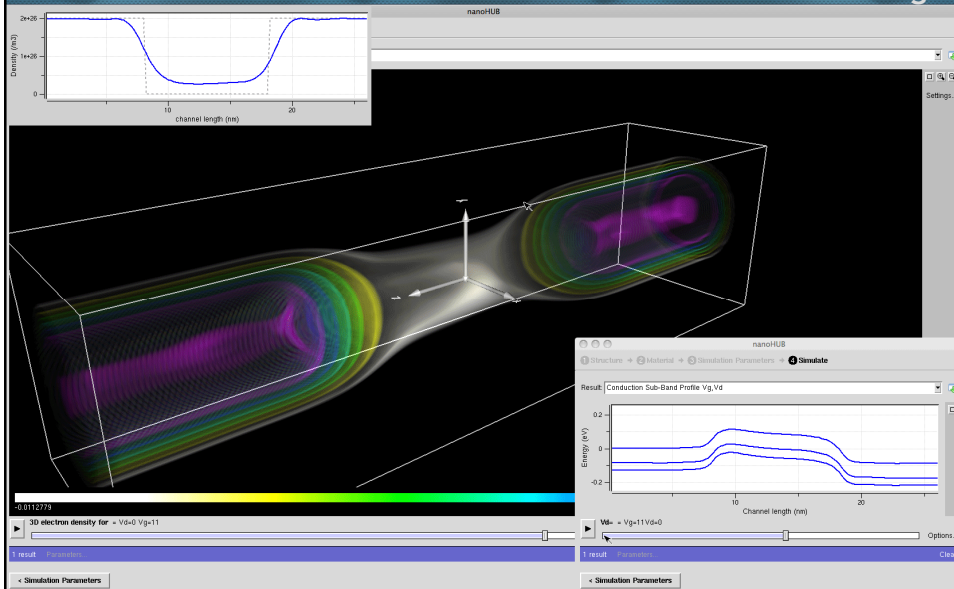 nanoHUB
2e+26
1e+26
0
Density (/m3)
10
20
channel length (nm)
Settings..
nanoHUB
1 Structure → 2 Material → 3 Simulation Parameters → 4 Simulate
Result: Conduction Sub-Band Profile Vg,Vd
0.2
0
-0.2
Energy (eV)
10
20
Channel length (nm)
-0.0112779
3D electron density for = Vd=0 Vg=11
Vd= = Vg=11Vd=0
Options.
1 result Parameters...
1 result Parameters...
Clea
< Simulation Parameters
< Simulation Parameters